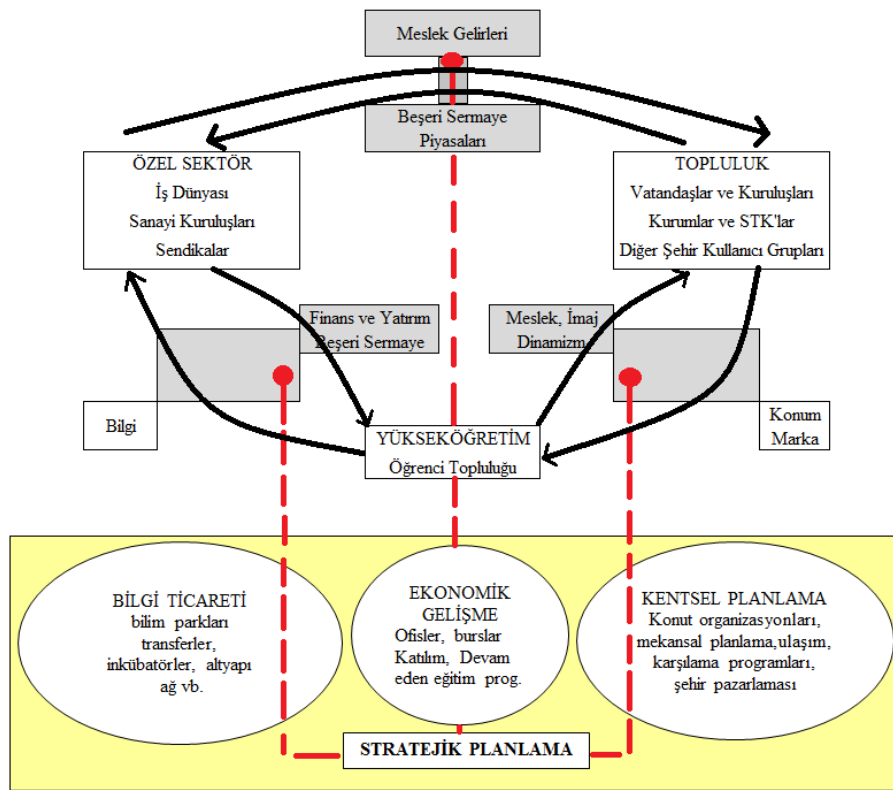 Meslek Gelirleri
Beşeri Sermaye
Piyasaları
ÖZEL SEKTÖR
İş Dünyası
Sanayi Kuruluşları
Sendikalar
TOPLULUK
Vatandaşlar ve Kuruluşları
Kurumlar ve STK'lar
Diğer Şehir Kullanıcı Grupları
Finans ve Yatırım
Beşeri Sermaye
Meslek, İmaj
Dinamizm
Bilgi
Konum
Marka
YÜKSEKÖĞRETİM
Öğrenci Topluluğu
BİLGİ TİCARETİ
bilim parkları
transferler,
inkübatörler, altyapı
ağ vb.
EKONOMİK
GELİŞME
Ofisler, burslar
Katılım, Devam
eden eğitim prog.
KENTSEL PLANLAMA
Konut organizasyonları,
mekansal planlama,ulaşım,
karşılama programları,
şehir pazarlaması
STRATEJİK PLANLAMA